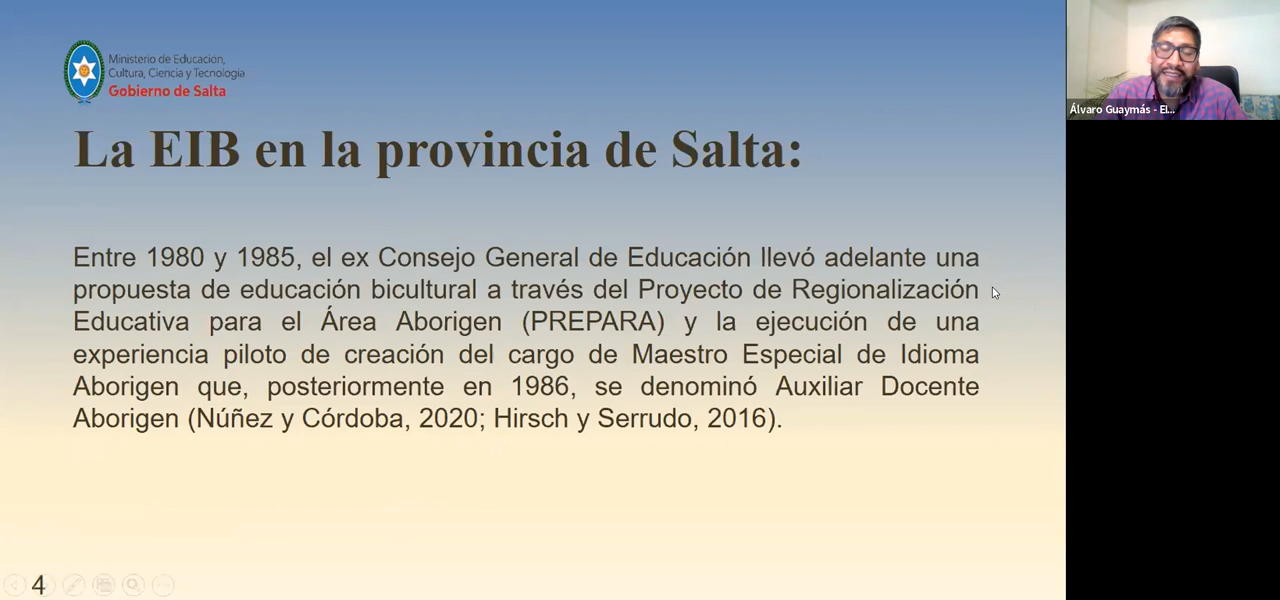 Ministerio de Educación,
Cultura, Ciencia y Tecnología
Gobierno de Salta
La EIB en la provincia de Salta:
Entre 1980 y 1985, el ex Consejo General de Educación llevó adelante una
propuesta de educación bicultural a través del Proyecto de Regionalización
Educativa para el Área Aborigen (PREPARA) y la ejecución de una
experiencia piloto de creación del cargo de Maestro Especial de Idioma
Aborigen que, posteriormente en 1986, se denominó Auxiliar Docente
Aborigen (Núñez y Córdoba, 2020; Hirsch y Serrudo, 2016).
4
Álvaro Guaymás - EI...